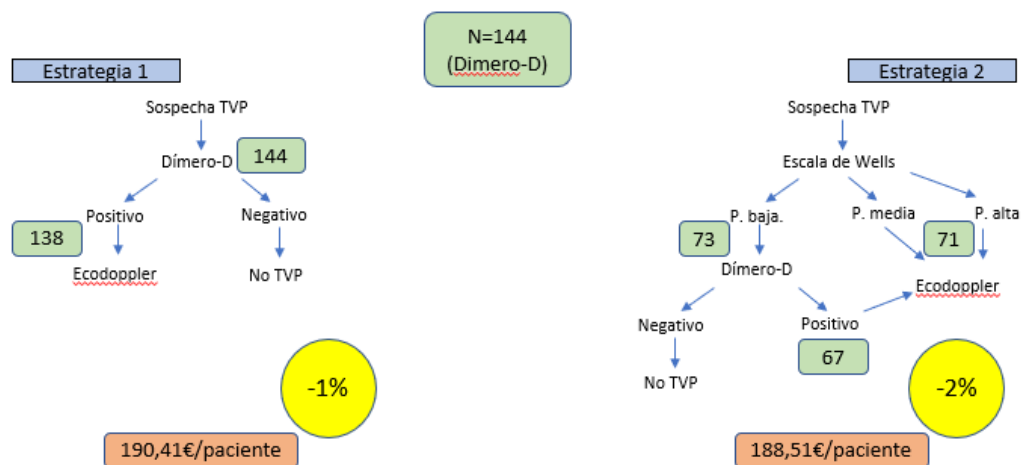 N=144
(Dimero-D)
Estrategia 1
Sospecha TVP
Dímero-D
144
Positivo
Negativo
138
Ecodoppler
No TVP
-1%
190,41€/paciente
Estrategia 2
Sospecha TVP
Escala de Wells
P. baja.
P. media
P. alta
73
71
Dímero-D
Ecodoppler
Negativo
Positivo
67
No TVP
-2%
188,51€/paciente